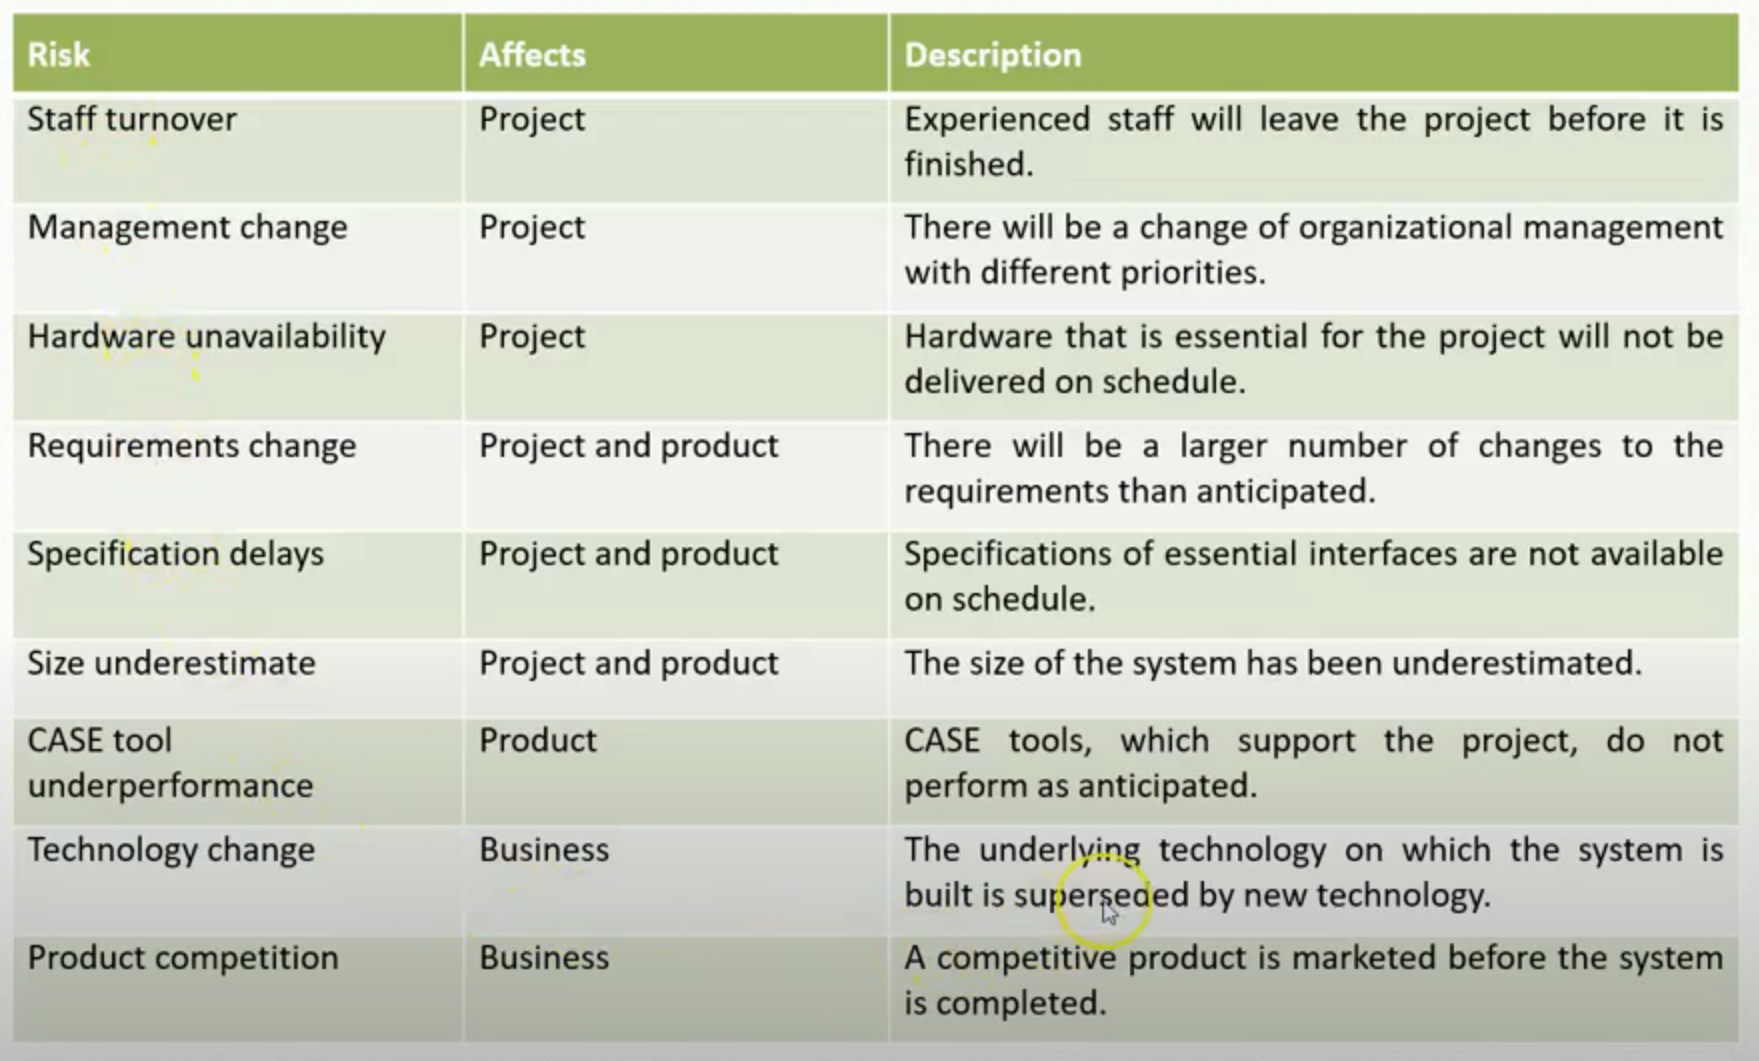 Risk Affects Description
Staff turnover Project Experienced staff will leave the project before it is
finished.
Management change Project There will be a change of organizational management
with different priorities.
Hardware unavailability Project Hardware that is essential for the project will not be
delivered on schedule.
Requirements change Project and product There will be a larger number of changes to the
requirements than anticipated.
Specification delays Project and product Specifications of essential interfaces are not available
on schedule.
Size underestimate Project and product The size of the system has been underestimated.
CASE tool Product CASE tools, which support the project, do not
underperformance perform as anticipated.
Technology change Business The underlying technology on which the system is
built is superseded by new technology.
Product competition Business A competitive product is marketed before the system
is completed.